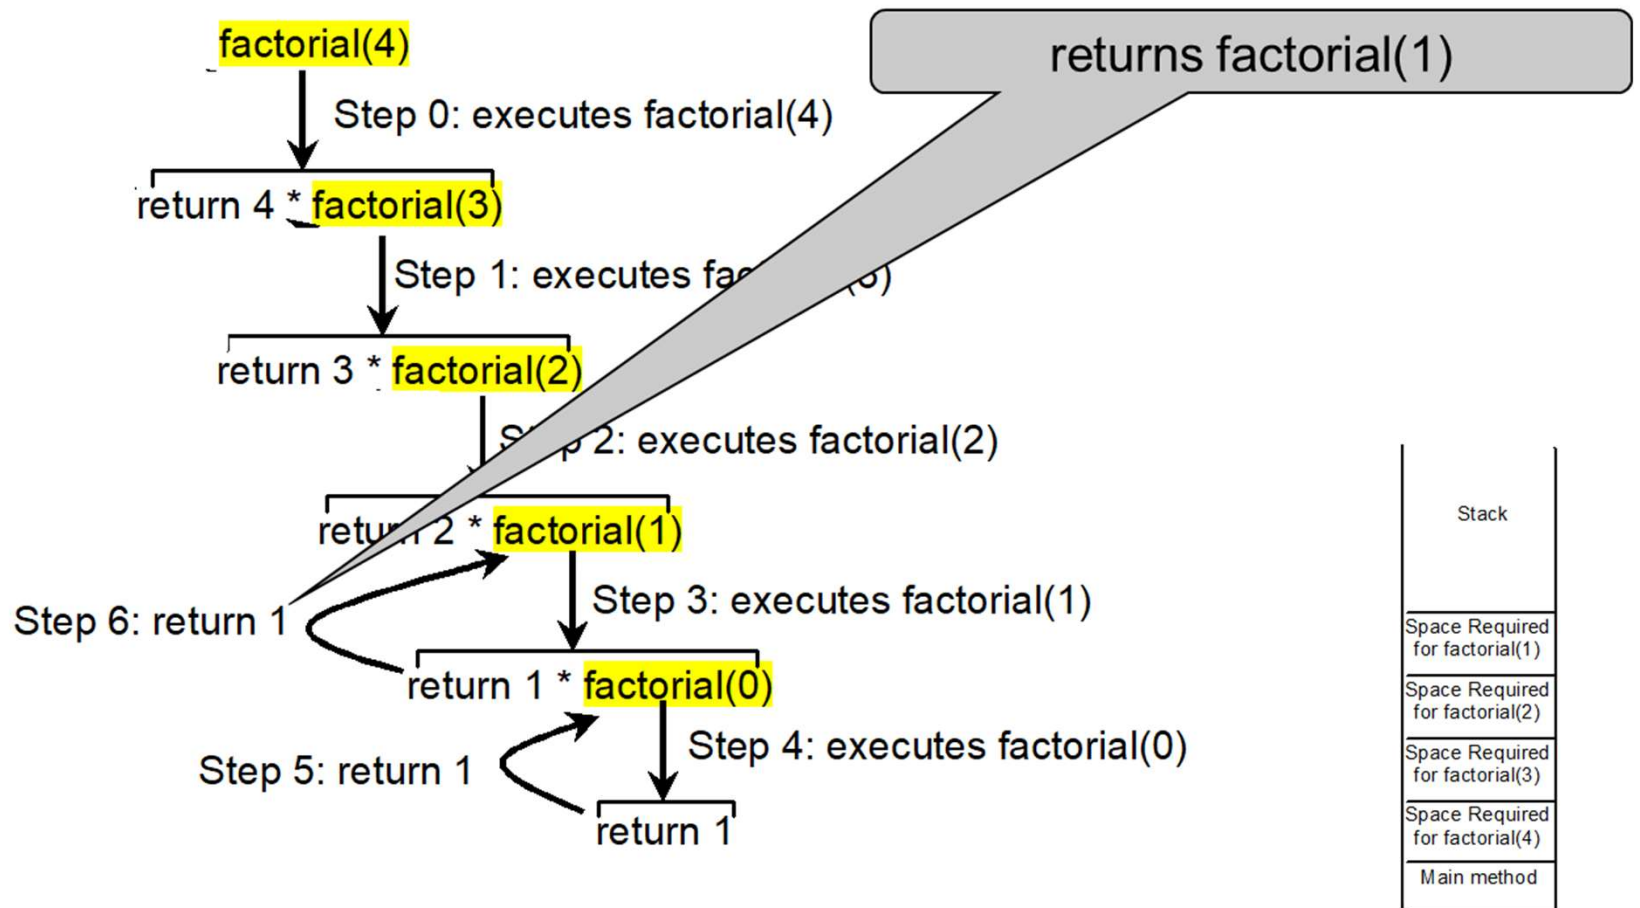 factorial(4)
returns factorial(1)
Step 0: executes factorial(4)
return 4 * factorial(3)
Step 1: executes
return 3 * factorial(2)
2: executes factorial(2)
2 * factorial(1)
Step 3: executes factorial(1)
Step 6: return 1
return 1 * factorial(0)
Step 4: executes factorial(0)
Step 5: return 1
return 1
Stack
Space Required
for factorial(1)
Space Required
for factorial(2)
Space Required
for factorial(3)
Space Required
for factorial(4)
Main method